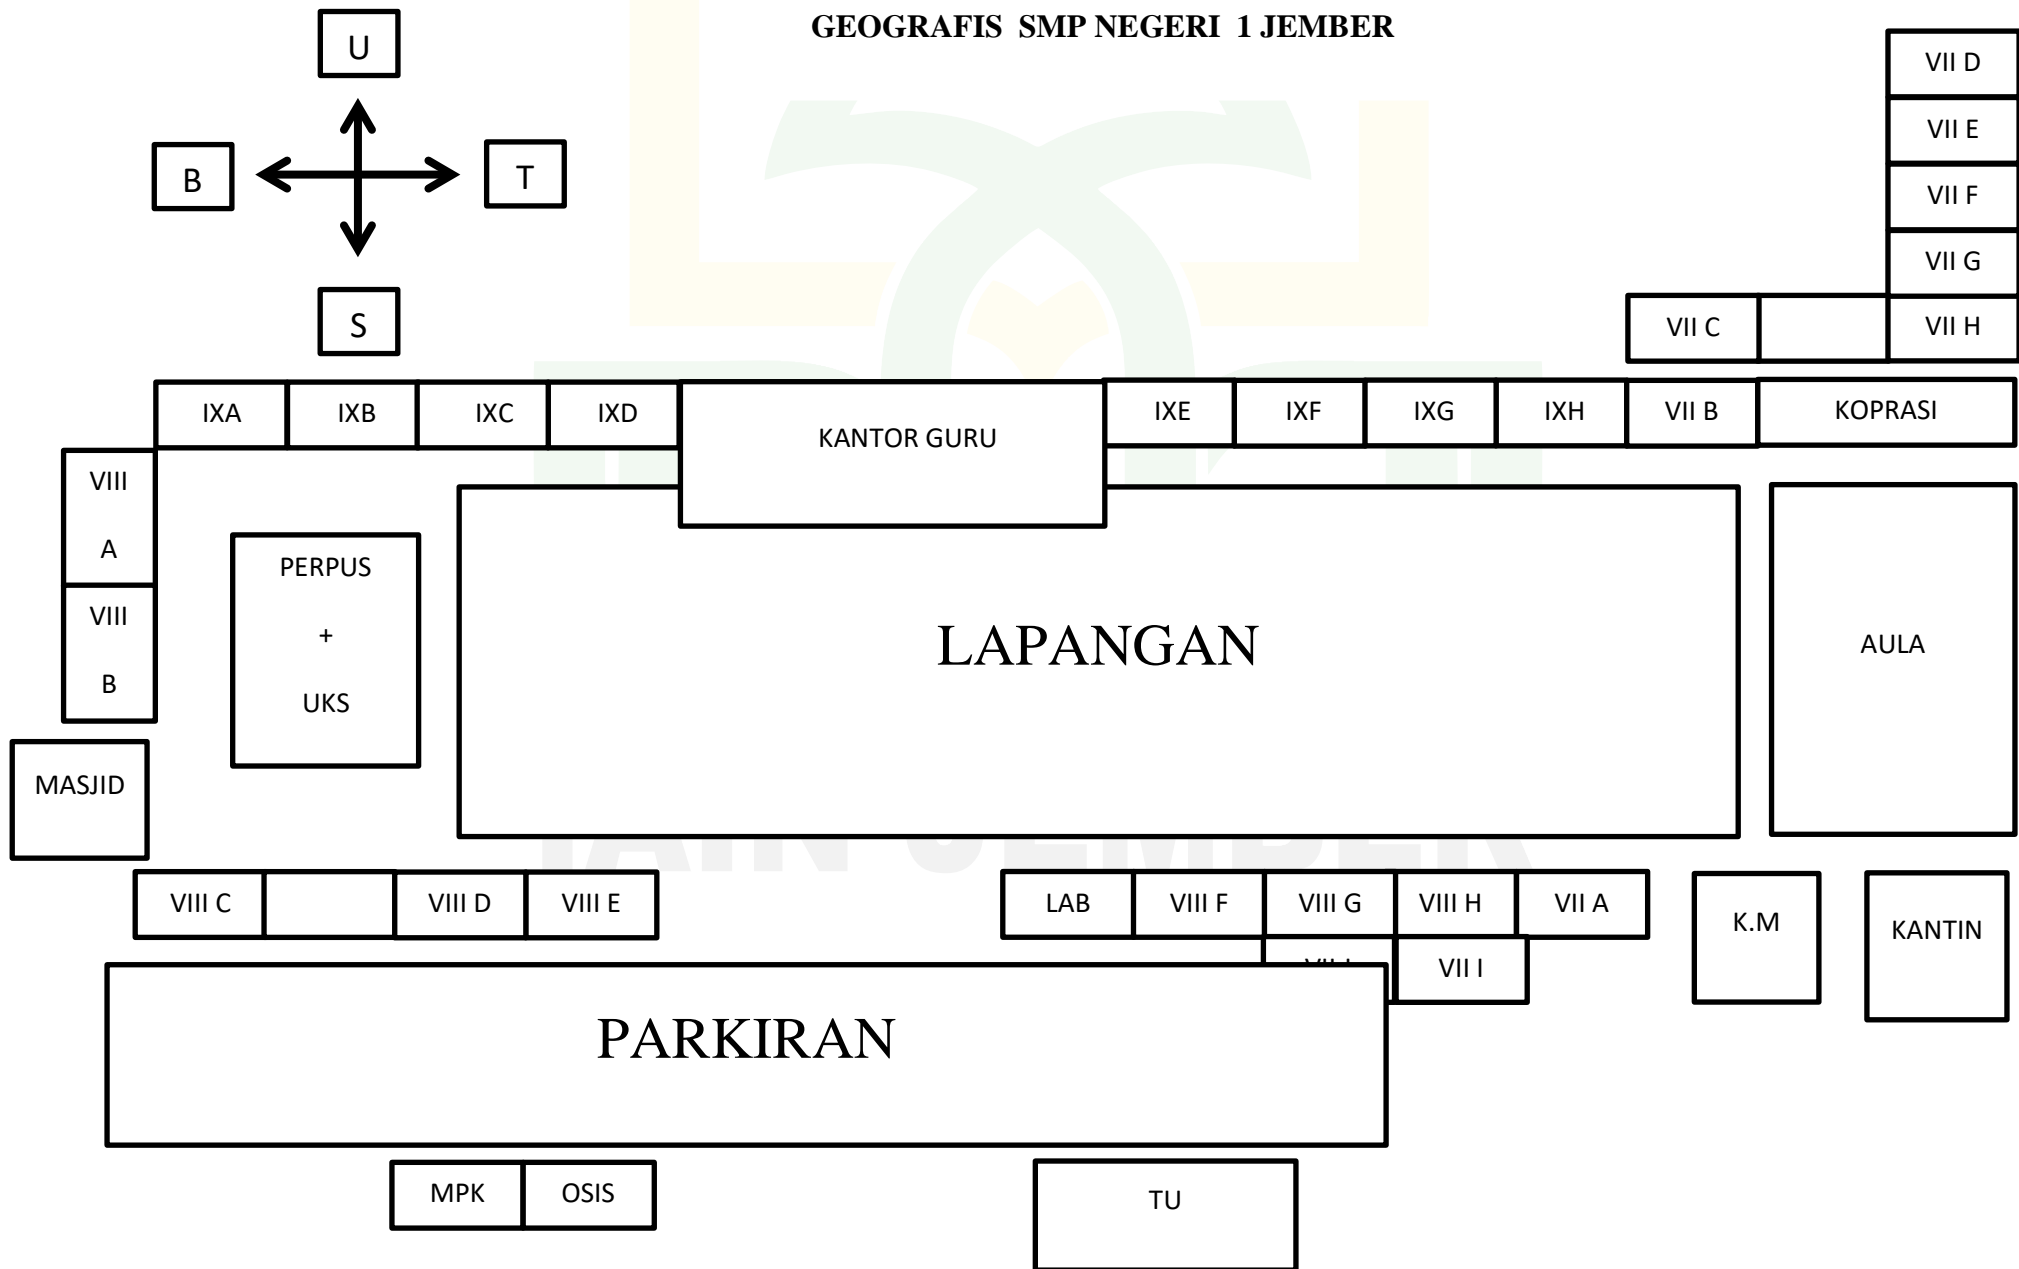 GEOGRAFIS SMP NEGERI 1 JEMBER
U
B
T
S
VII D
VII E
VII F
VII G
VII C
VII H
IXA
IXB
IXC
IXD
KANTOR GURU
IXE
IXF
IXG
IXH
VII B
KOPRASI
VIII
A
VIII
B
PERPUS
+
UKS
LAPANGAN
AULA
MASJID
VIII C
VIII D
VIII E
LAB
VIII F
VIII G
VIII H
VII A
K.M
KANTIN
VII I
PARKIRAN
MPK
OSIS
TU
IAIN JEMBER